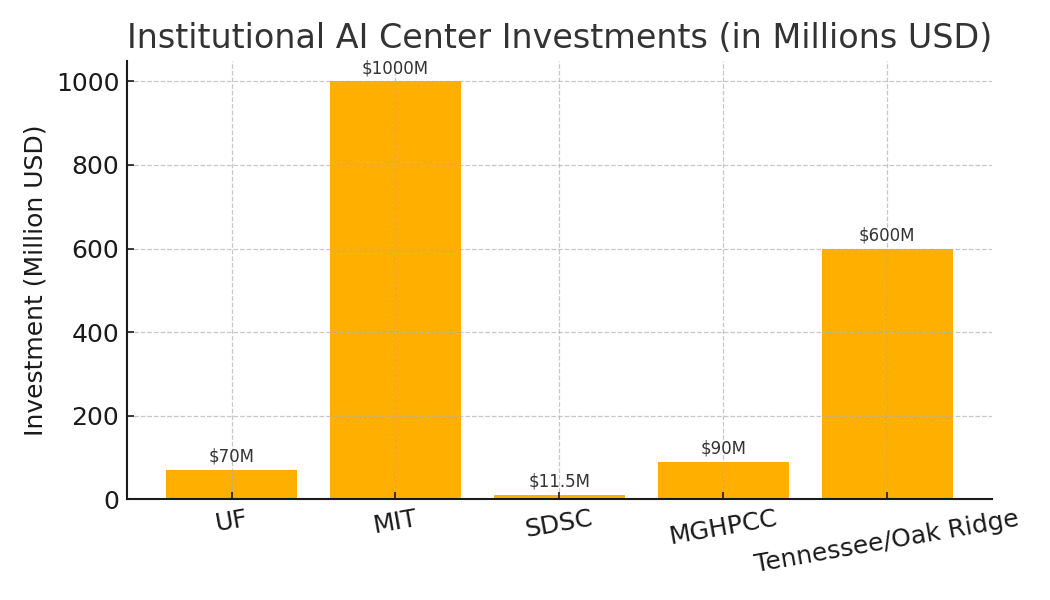 Institutional AI Center Investments (in Millions USD)
Investment (Million USD)
1000
800
600
400
200
0
$70M
$1000M
$11.5M
$90M
$600M
UF
MIT
SDSC
MGHPCC
Tennessee/Oak Ridge